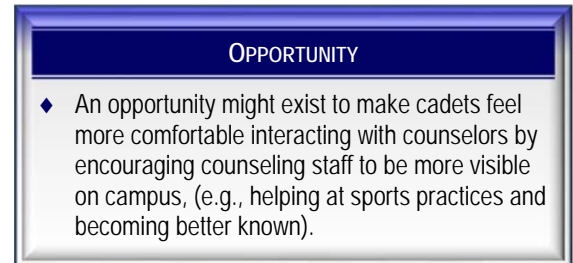 OPPORTUNITY
♦ An opportunity might exist to make cadets feel
more comfortable interacting with counselors by
encouraging counseling staff to be more visible
on campus, (e.g., helping at sports practices and
becoming better known).